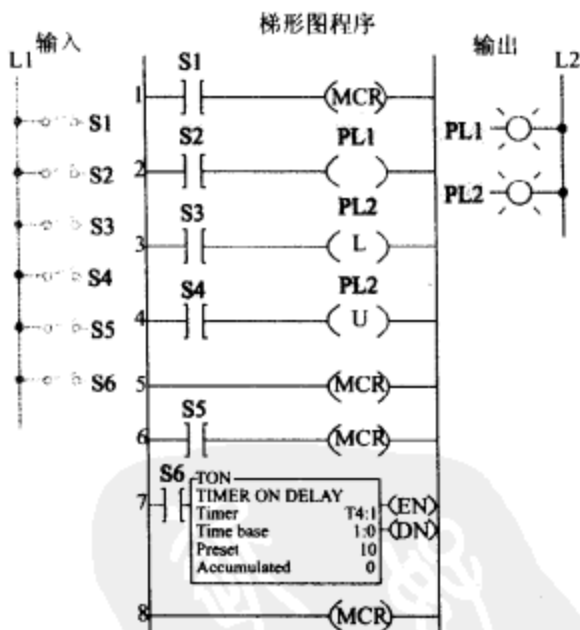 梯形图程序
输入
输出
L1
L2
S1
1
(MCR)
S1
PL1
S2
PL1
2
S2
PL2
S3
PL2
3
(L)
S3
S4
PL2
4
(U)
S4
S5
5
(MCR)
S6
S5
6
(MCR)
S6
7
TON
TIMER ON DELAY
Timer T4:1
Time base 1:0
Preset 10
Accumulated 0
(EN)
(DN)
8
(MCR)